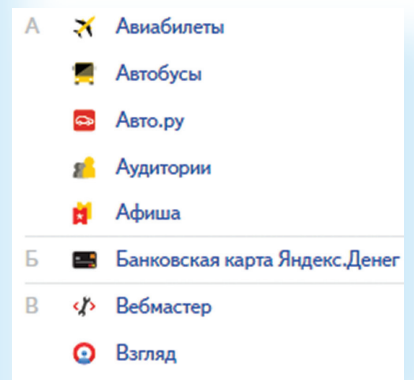 А Авиабилеты
Автобусы
Авто.ру
Аудитории
Афиша
Б Банковская карта Яндекс.Денег
В Вебмастер
Взгляд